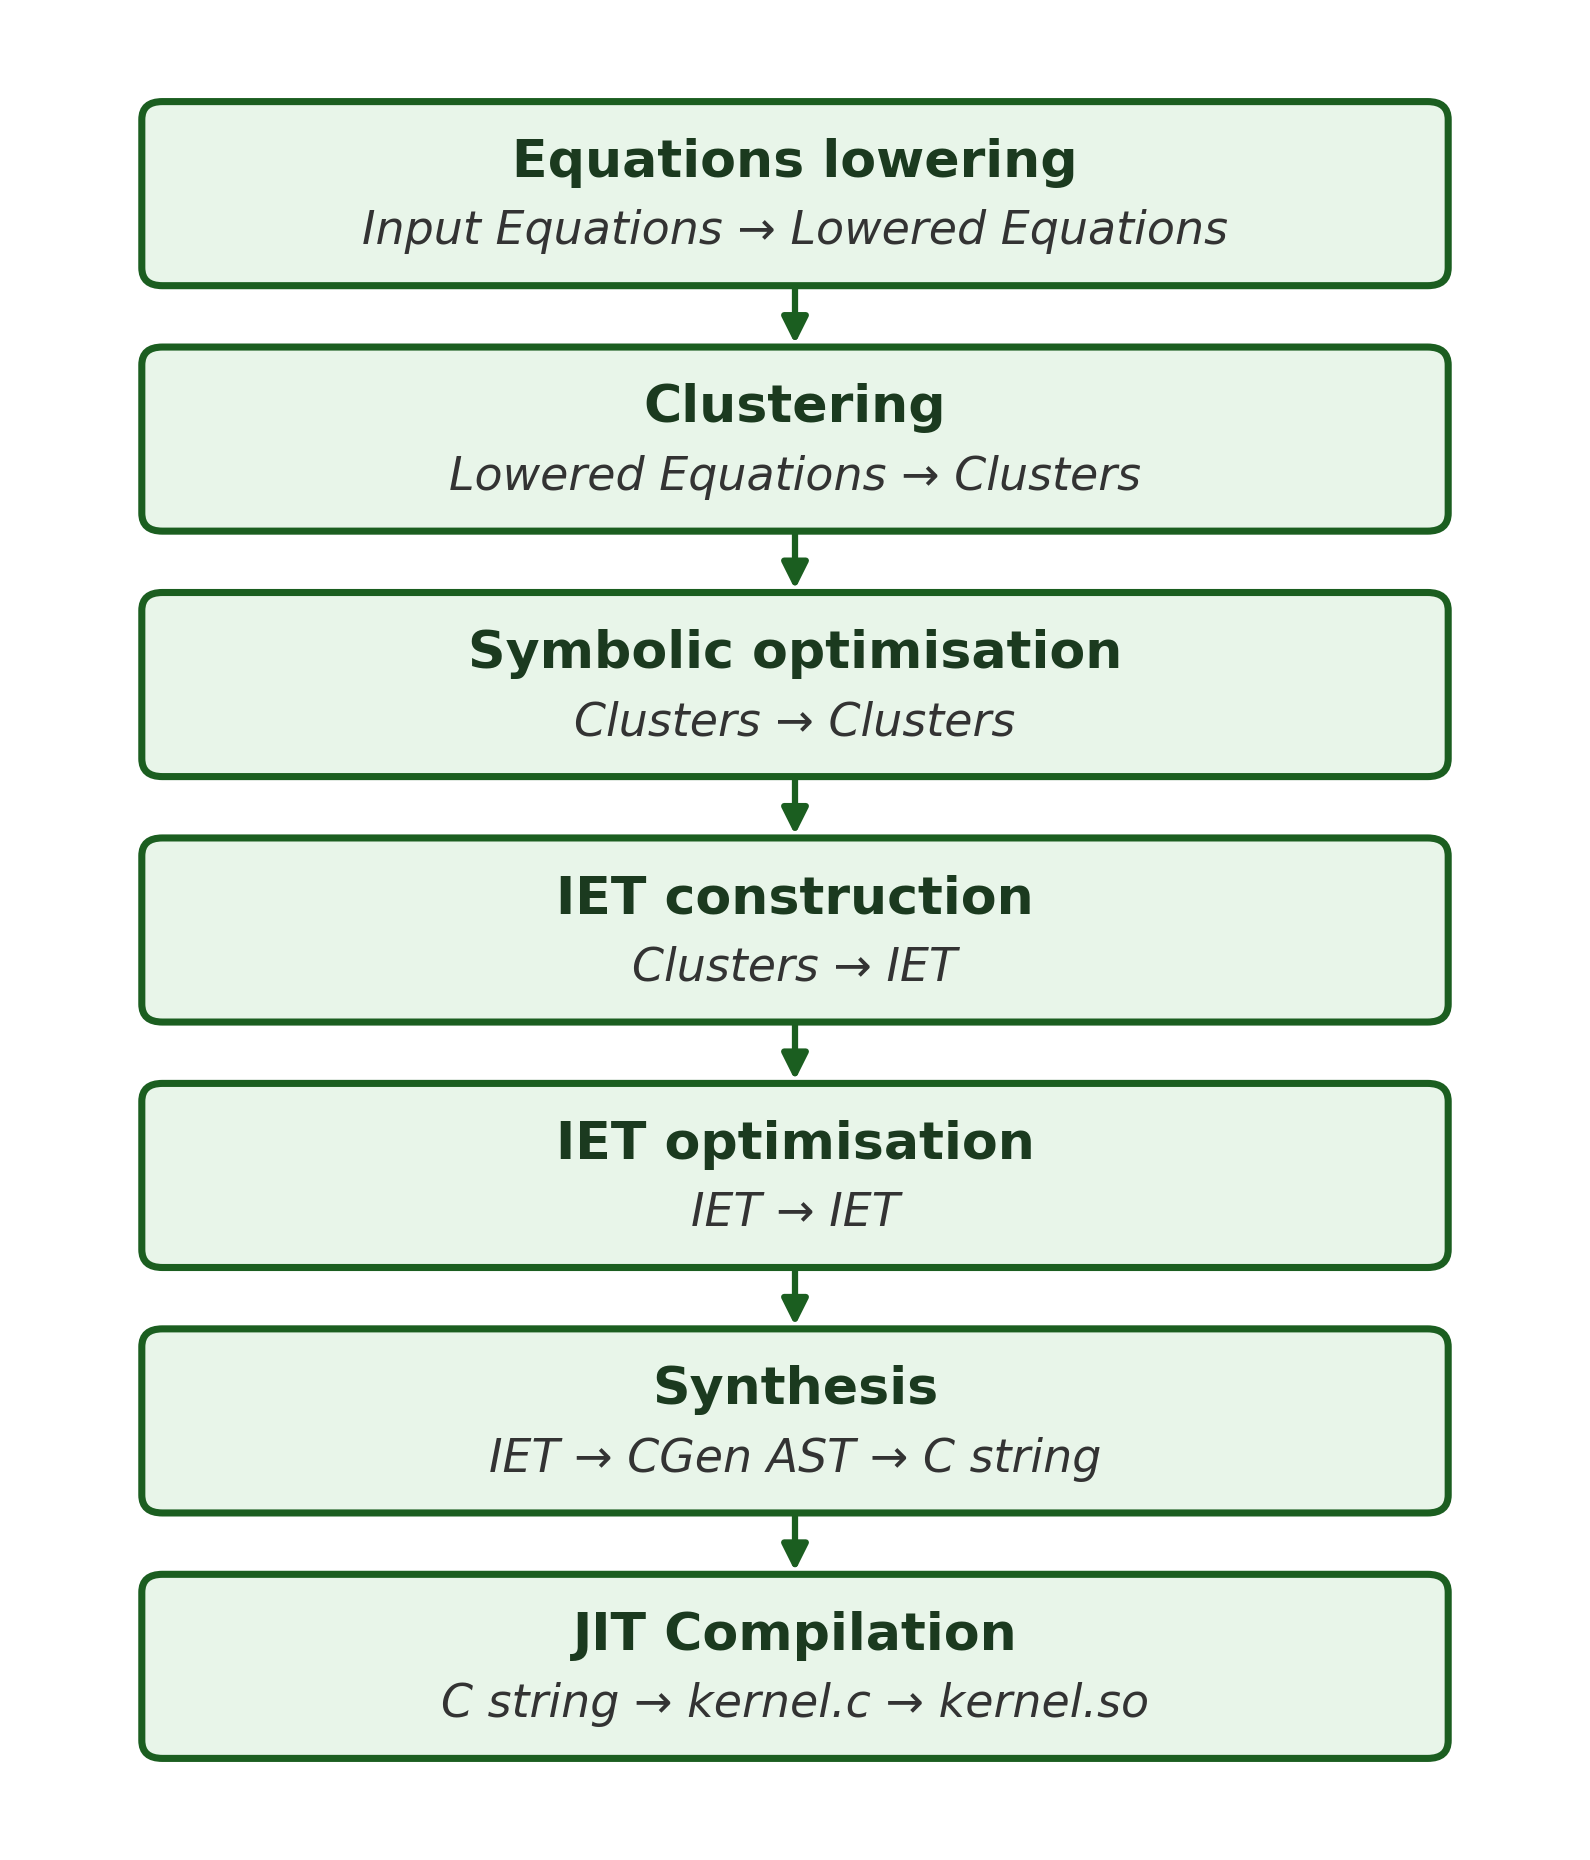 Equations lowering
Input Equations → Lowered Equations
Clustering
Lowered Equations → Clusters
Symbolic optimisation
Clusters → Clusters
IET construction
Clusters → IET
IET optimisation
IET → IET
Synthesis
IET → CGen AST → C string
JIT Compilation
C string → kernel.c → kernel.so